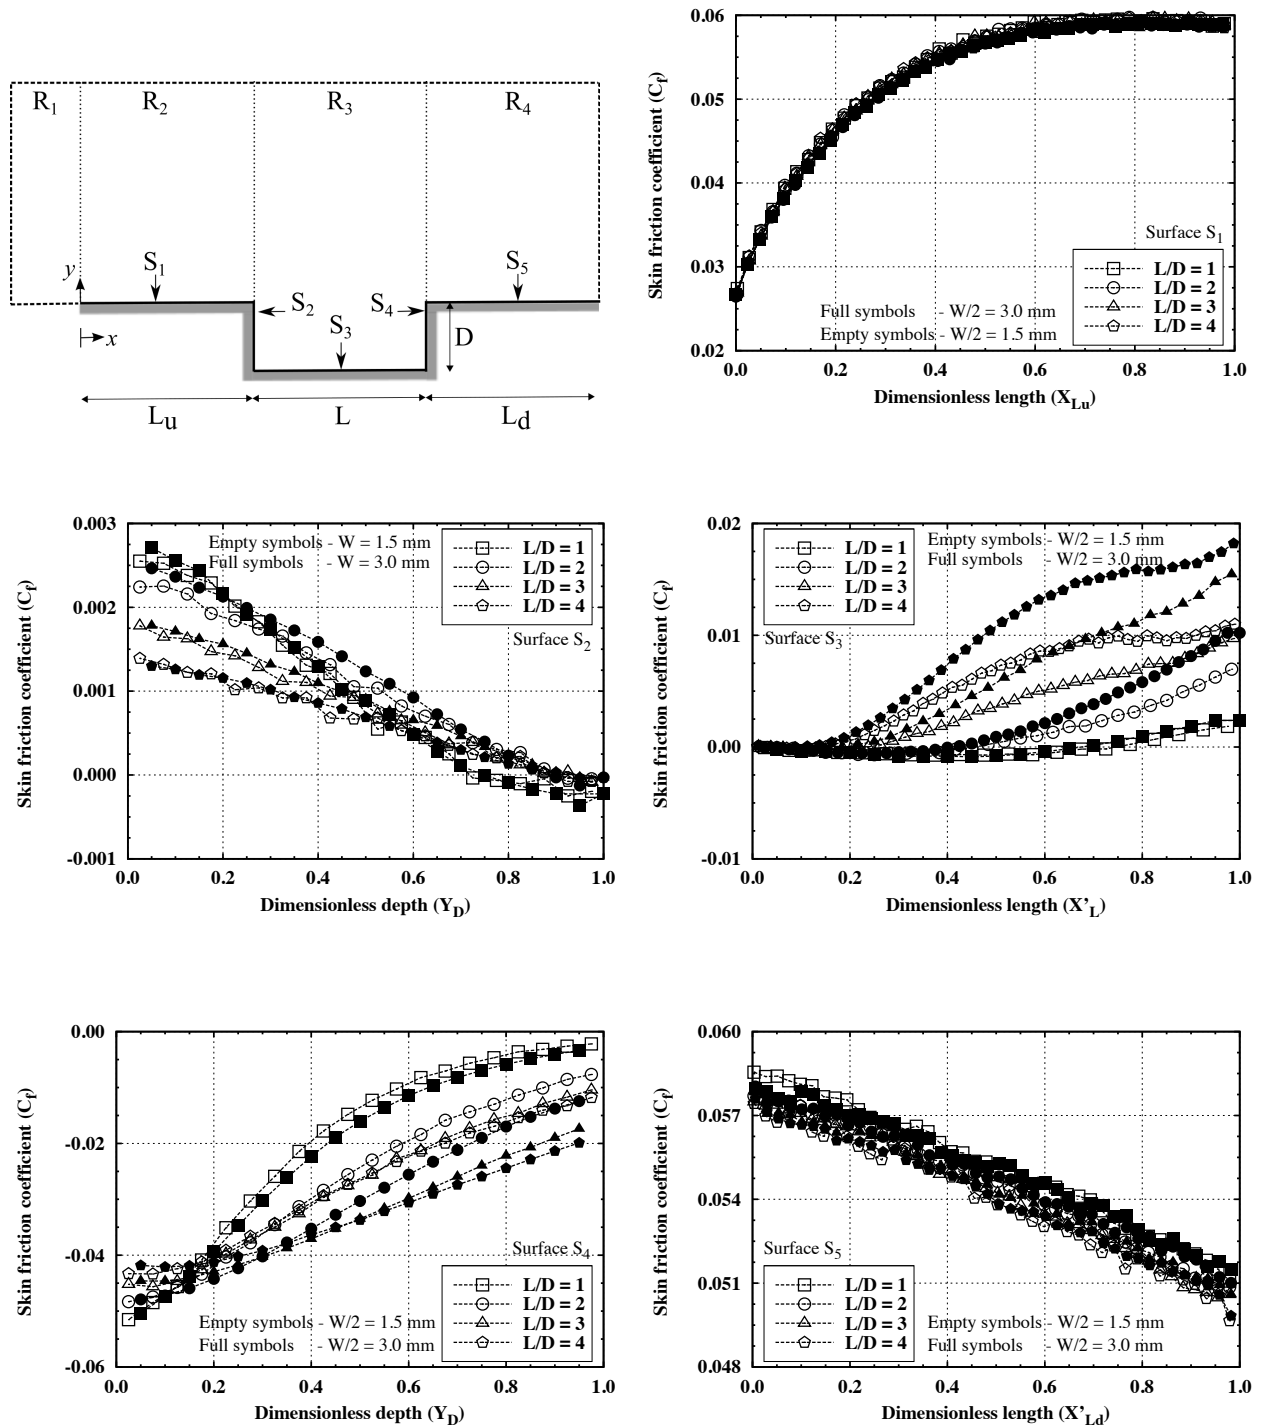 R1 R2 R3 R4
y
S1
S5
S2
S4
S3
x
D
Lu L Ld
Skin friction coefficient (Cf)
0.06
0.05
0.04
0.03
0.02
Surface S1
L/D = 1
L/D = 2
L/D = 3
L/D = 4
Full symbols - W/2 = 3.0 mm
Empty symbols - W/2 = 1.5 mm
0.0 0.2 0.4 0.6 0.8 1.0
Dimensionless length (XLu)
Skin friction coefficient (Cf)
0.003
0.002
0.001
0.000
-0.001
Empty symbols - W = 1.5 mm
Full symbols - W = 3.0 mm
L/D = 1
L/D = 2
L/D = 3
L/D = 4
Surface S2
0.0 0.2 0.4 0.6 0.8 1.0
Dimensionless depth (YD)
Skin friction coefficient (Cf)
0.02
0.01
0.00
-0.01
L/D = 1
L/D = 2
L/D = 3
L/D = 4
Empty symbols - W/2 = 1.5 mm
Full symbols - W/2 = 3.0 mm
Surface S3
0.0 0.2 0.4 0.6 0.8 1.0
Dimensionless length (X'L)
Skin friction coefficient (Cf)
0.00
-0.02
-0.04
-0.06
Surface S4
L/D = 1
L/D = 2
L/D = 3
L/D = 4
Empty symbols - W/2 = 1.5 mm
Full symbols - W/2 = 3.0 mm
0.0 0.2 0.4 0.6 0.8 1.0
Dimensionless depth (YD)
Skin friction coefficient (Cf)
0.060
0.057
0.054
0.051
0.048
Surface S5
L/D = 1
L/D = 2
L/D = 3
L/D = 4
Empty symbols - W/2 = 1.5 mm
Full symbols - W/2 = 3.0 mm
0.0 0.2 0.4 0.6 0.8 1.0
Dimensionless length (X'Ld)